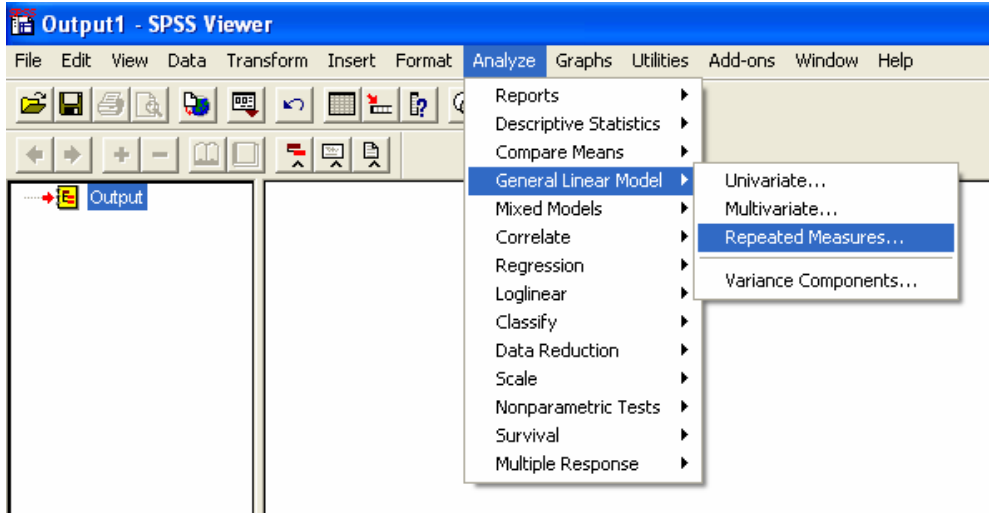 SPSS
Output1 - SPSS Viewer
File Edit View Data Transform Insert Format Analyze Graphs Utilities Add-ons Window Help
Reports
Descriptive Statistics
Compare Means
General Linear Model
Mixed Models
Correlate
Regression
Loglinear
Classify
Data Reduction
Scale
Nonparametric Tests
Survival
Multiple Response
Univariate...
Multivariate...
Repeated Measures...
Variance Components...
Output